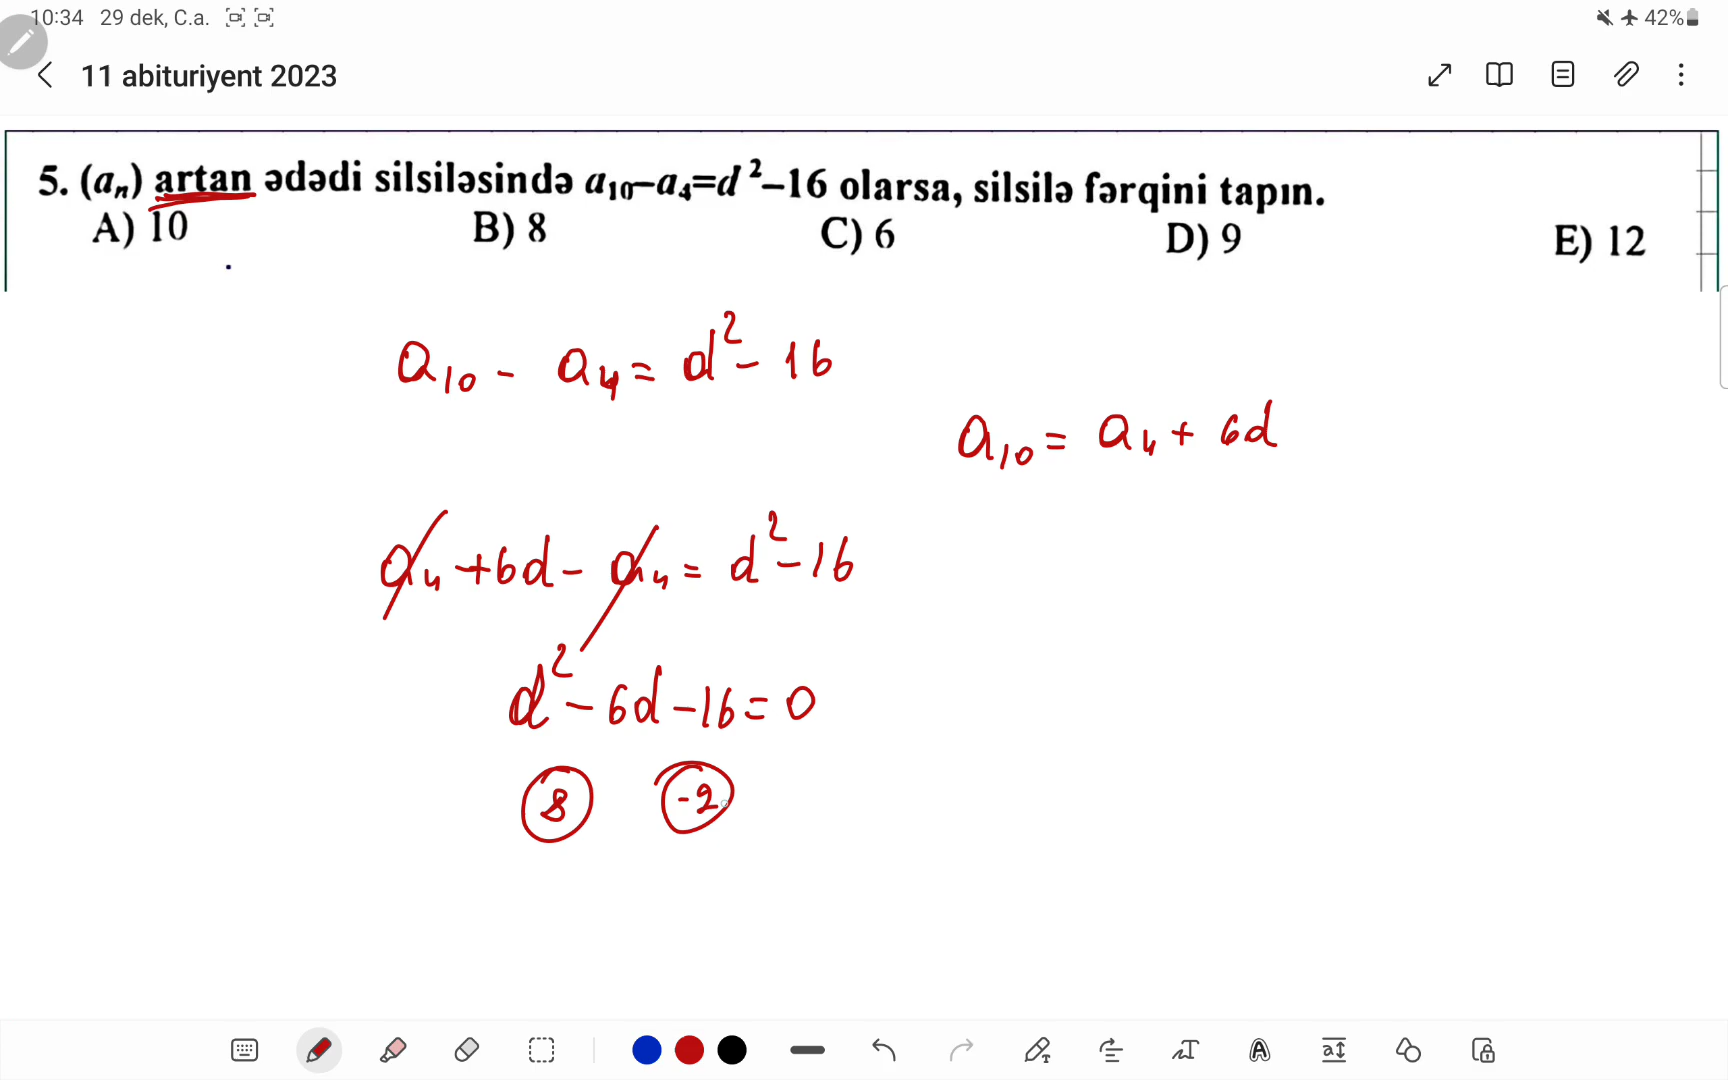 10:34 29 dek, C.a. 42%
11 abituriyent 2023
5. (aₙ) artan ədədi silsiləsində a₁₀–a₄=d²–16 olarsa, silsilə fərqini tapın.
A) 10 B) 8 C) 6 D) 9 E) 12
a₁₀ - a₄ = d² - 16
a₁₀ = a₄ + 6d
a₄ + 6d - a₄ = d² - 16
d² - 6d - 16 = 0
8 -2